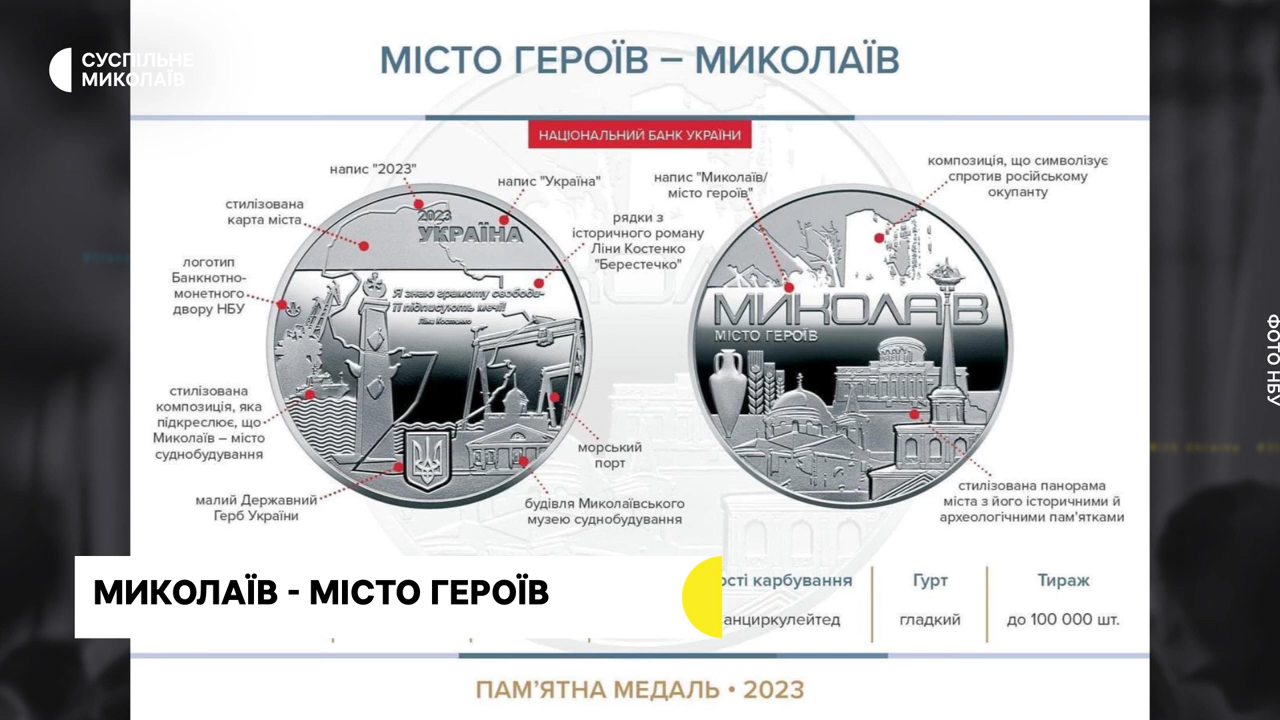 СУСПІЛЬНЕ
МИКОЛАЇВ
МІСТО ГЕРОЇВ – МИКОЛАЇВ
НАЦІОНАЛЬНИЙ БАНК УКРАЇНИ
напис "2023"
напис "Україна"
стилізована
карта міста
рядки з
історичного роману
Ліни Костенко
"Берестечко"
логотип
Банкнотно-
монетного
двору НБУ
стилізована
композиція, яка
підкреслює, що
Миколаїв – місто
суднобудування
малий Державний
Герб України
морський
порт
будівля Миколаївського
музею суднобудування
2023
УКРАЇНА
Я знаю грамоту свободи-
її підписують мечі!
Ліна Костенко
напис "Миколаїв/
місто героїв"
композиція, що символізує
спротив російському
окупанту
МИКОЛАЇВ
МІСТО ГЕРОЇВ
стилізована панорама
міста з його історичними й
археологічними пам'ятками
ФОТО НБУ
МИКОЛАЇВ - МІСТО ГЕРОЇВ
ості карбування
анциркулейтед
Гурт
гладкий
Тираж
до 100 000 шт.
ПАМ'ЯТНА МЕДАЛЬ • 2023